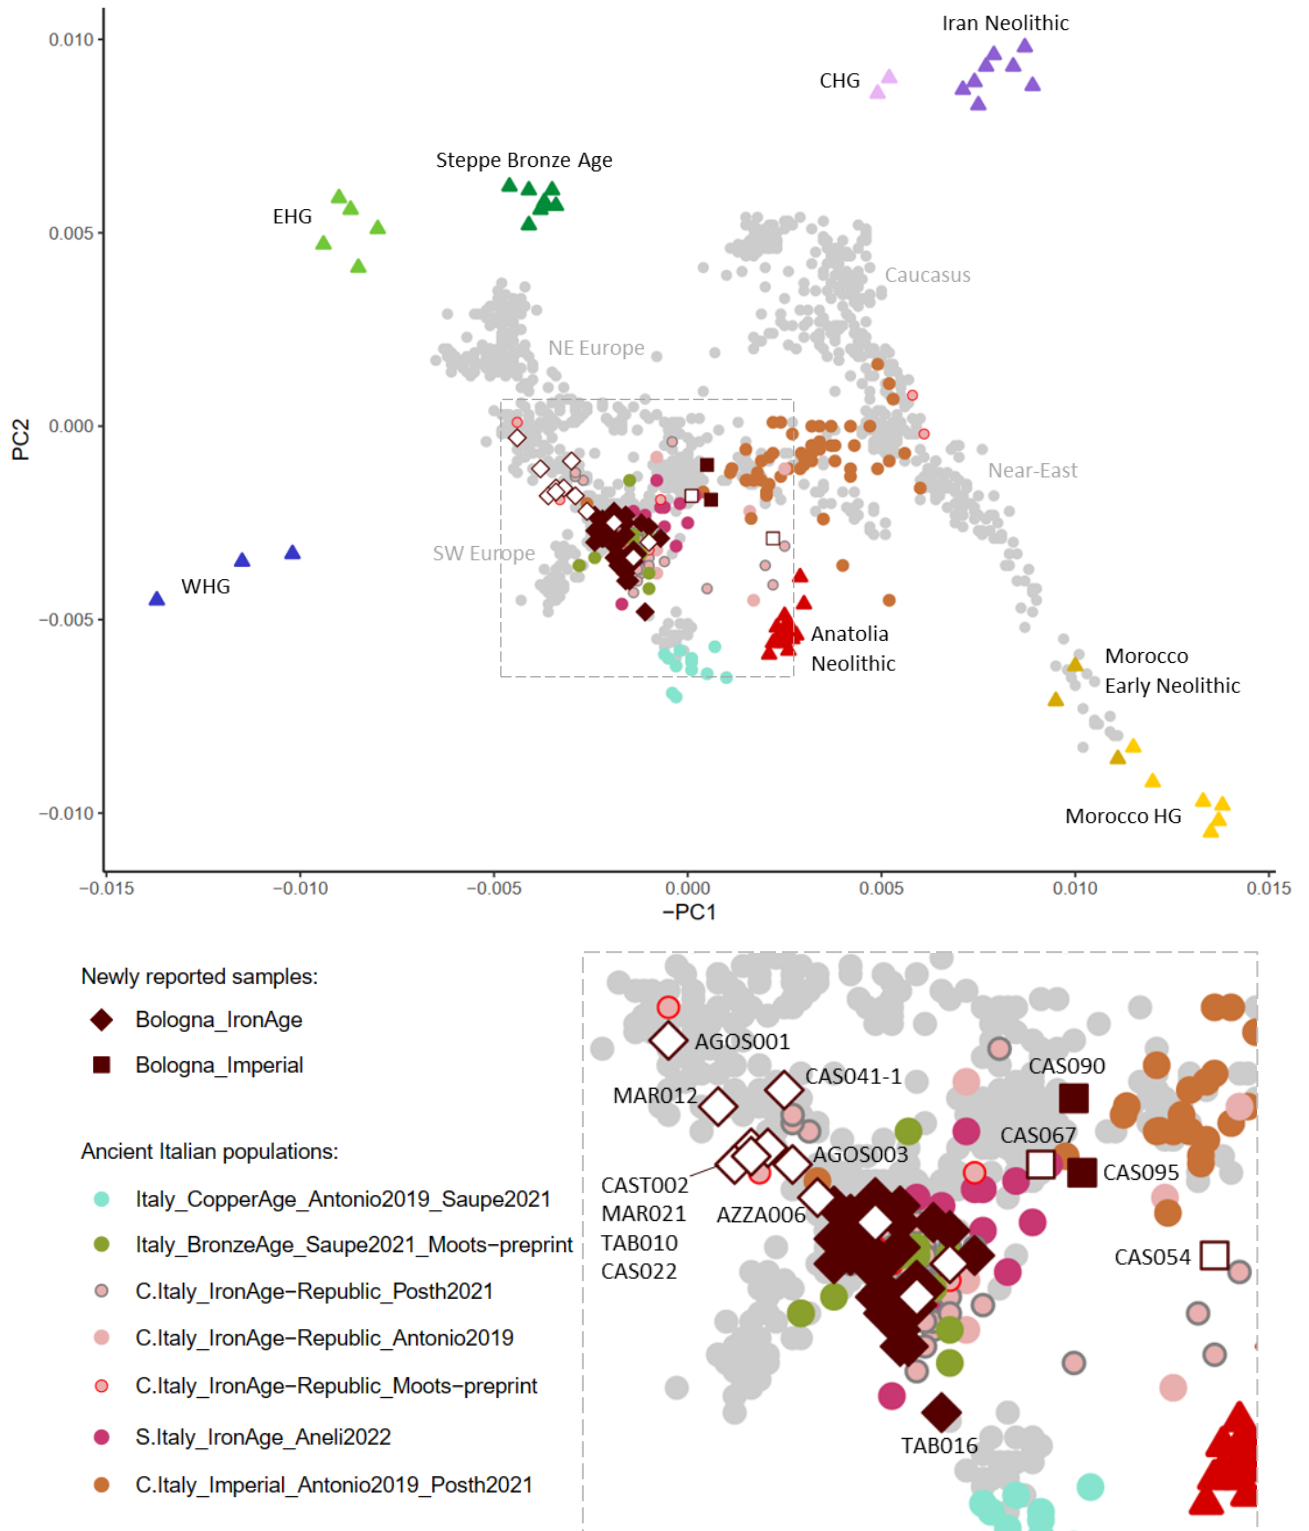 Iran Neolithic
0.010
CHG
Steppe Bronze Age
EHG
0.005
Caucasus
NE Europe
0.000
PC2
Near-East
SW Europe
WHG
−0.005
Anatolia
Neolithic
Morocco
Early Neolithic
−0.010
Morocco HG
−0.015
−0.010
−0.005
0.000
0.005
0.010
0.015
−PC1
Newly reported samples:
Bologna_IronAge
Bologna_Imperial
Ancient Italian populations:
Italy_CopperAge_Antonio2019_Saupe2021
Italy_BronzeAge_Saupe2021_Moots−preprint
C.Italy_IronAge−Republic_Posth2021
C.Italy_IronAge−Republic_Antonio2019
C.Italy_IronAge−Republic_Moots−preprint
S.Italy_IronAge_Aneli2022
C.Italy_Imperial_Antonio2019_Posth2021
AGOS001
CAS041-1
CAS090
MAR012
CAS067
AGOS003
CAS095
CAST002
MAR021
AZZA006
TAB010
CAS054
CAS022
TAB016